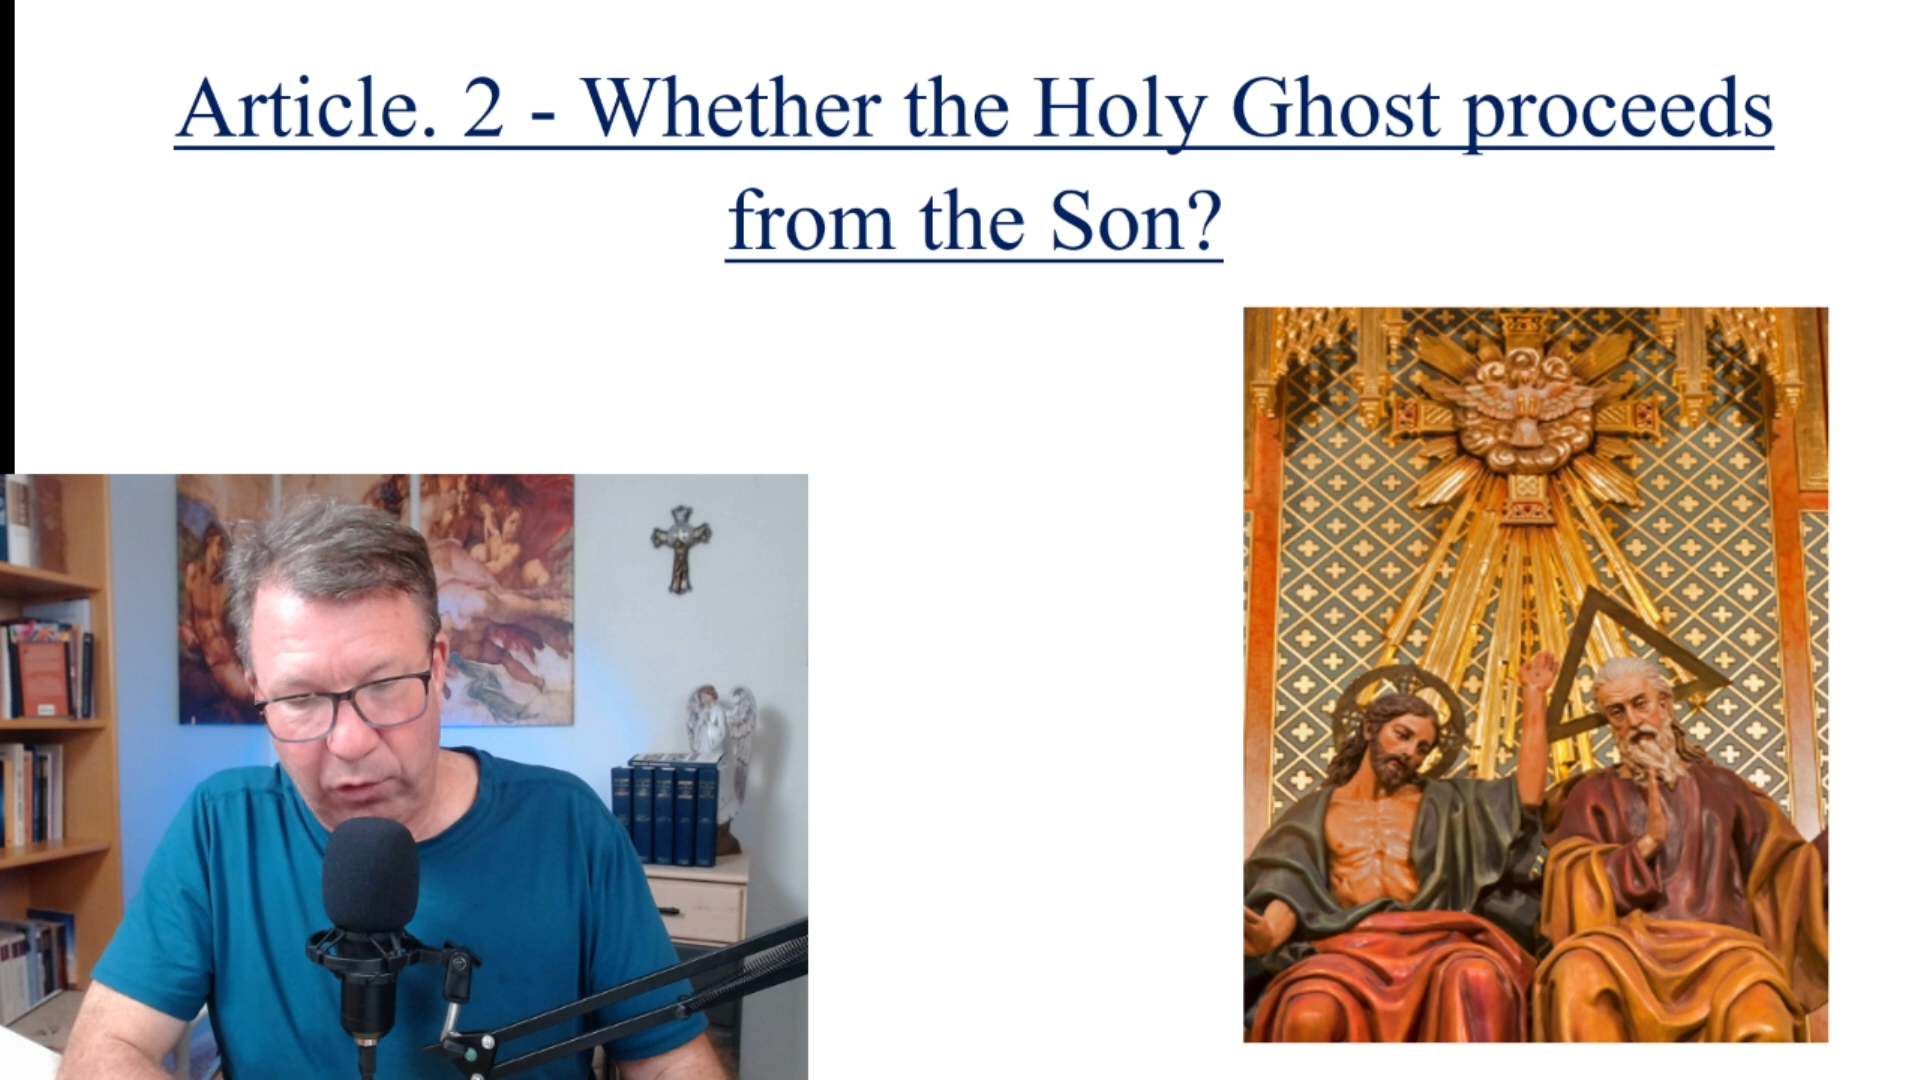 Article. 2 - Whether the Holy Ghost proceeds
from the Son?